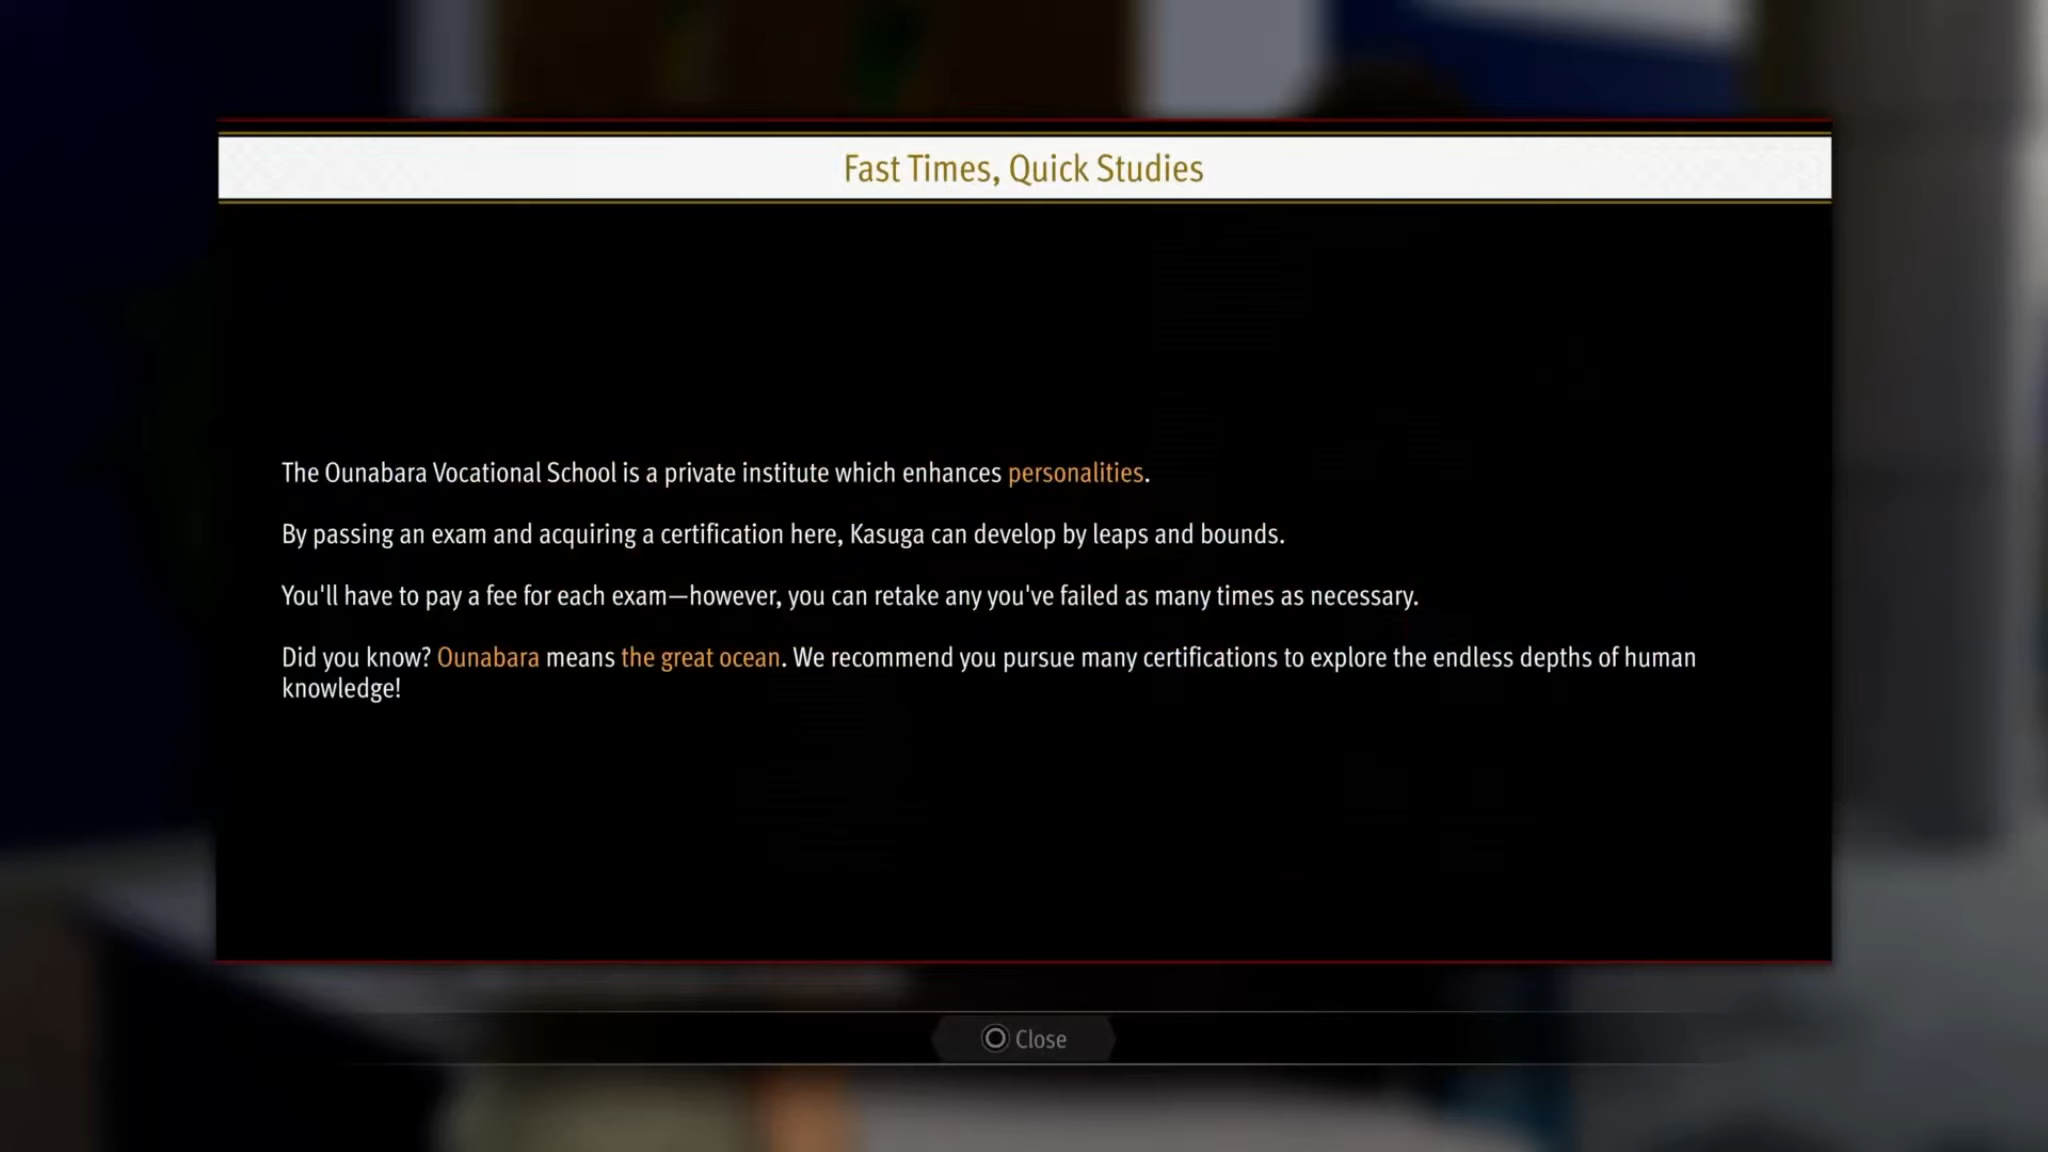 Fast Times, Quick Studies
The Ounabara Vocational School is a private institute which enhances personalities.
By passing an exam and acquiring a certification here, Kasuga can develop by leaps and bounds.
You'll have to pay a fee for each exam—however, you can retake any you've failed as many times as necessary.
Did you know? Ounabara means the great ocean. We recommend you pursue many certifications to explore the endless depths of human
knowledge!
Close